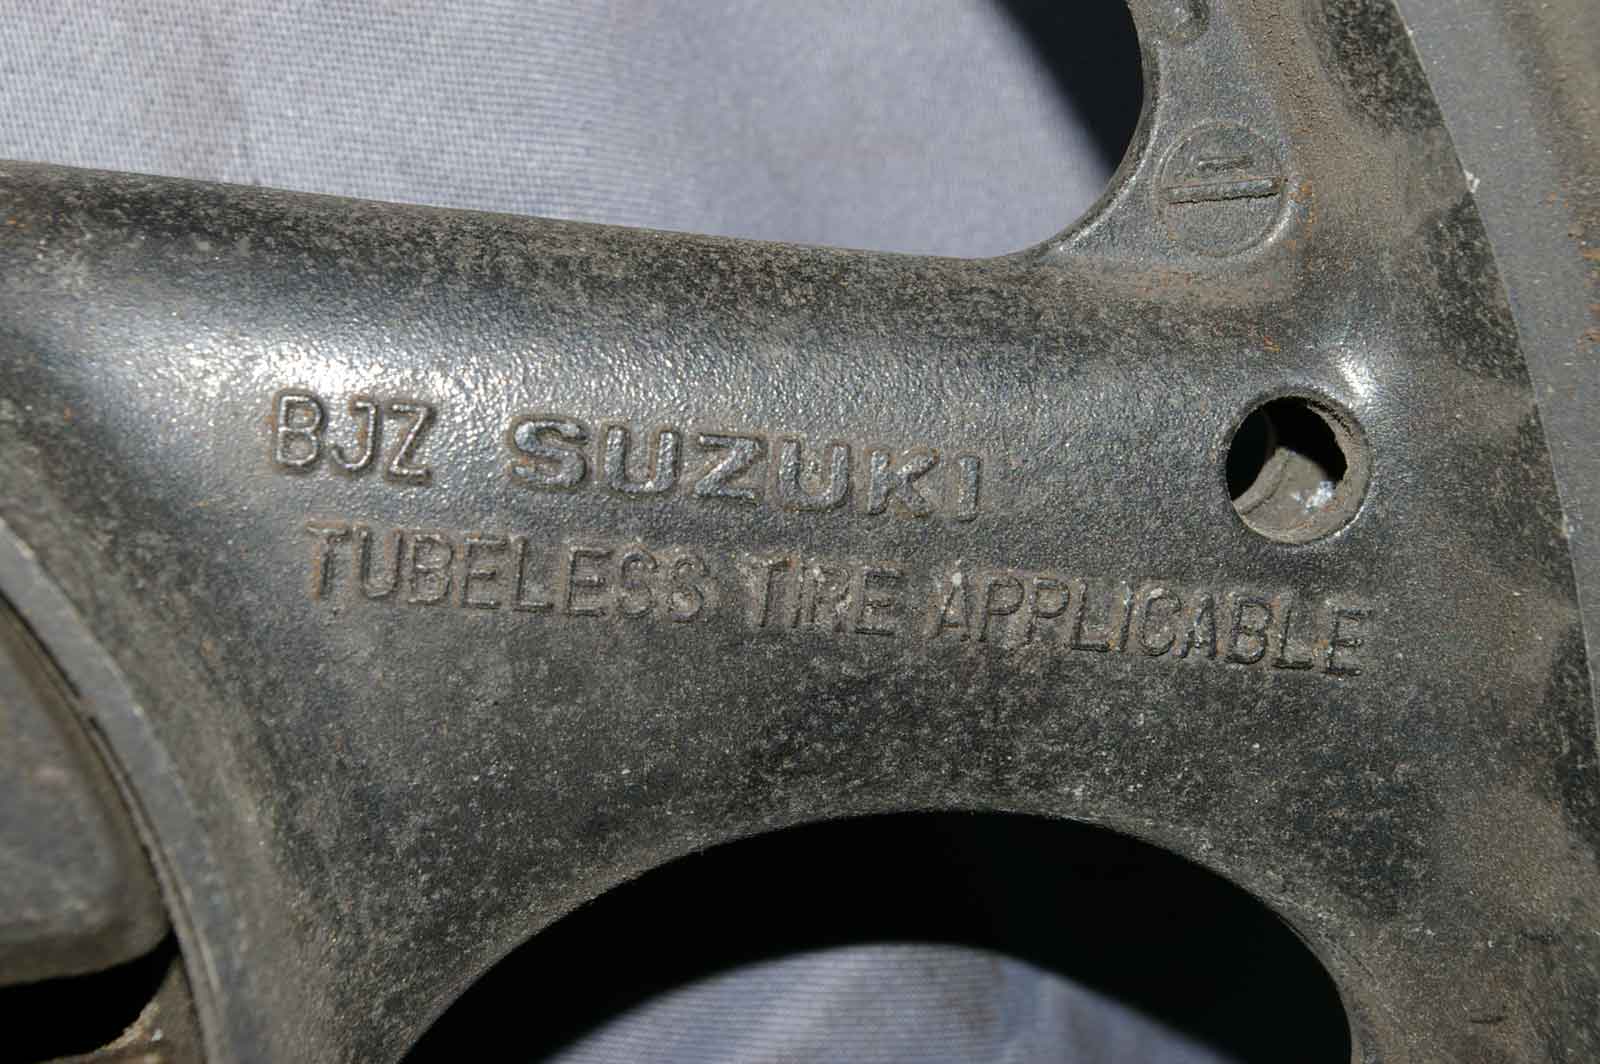 BJZ SUZUKI
TUBELESS TIRE APPLICABLE